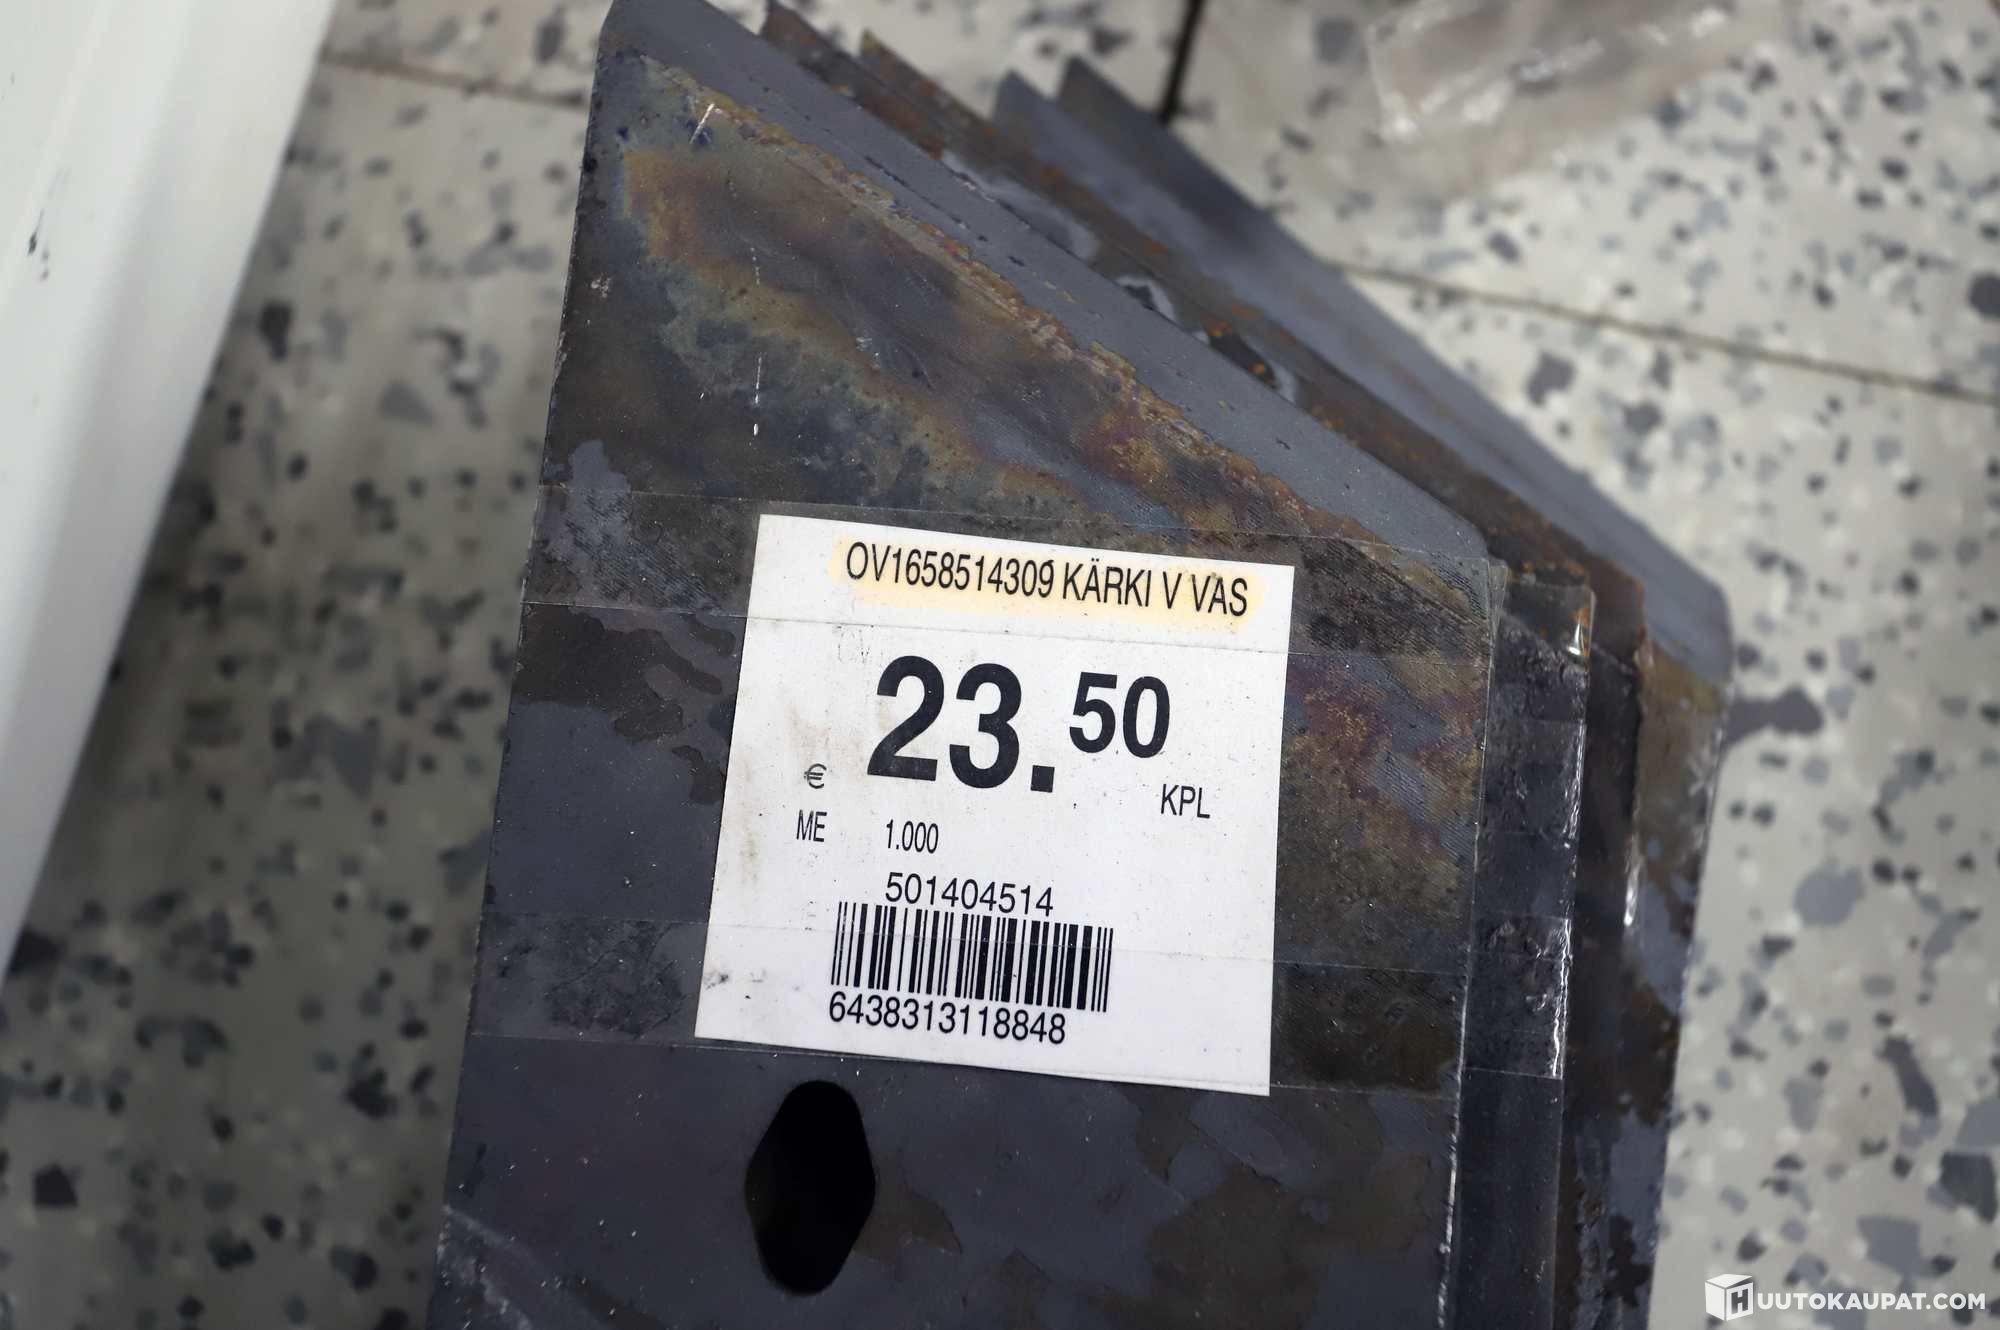 OV1658514309 KÄRKI V VAS
23.50
€
KPL
ME 1.000
501404514
6438313118848
HUUTOKAUPAT.COM